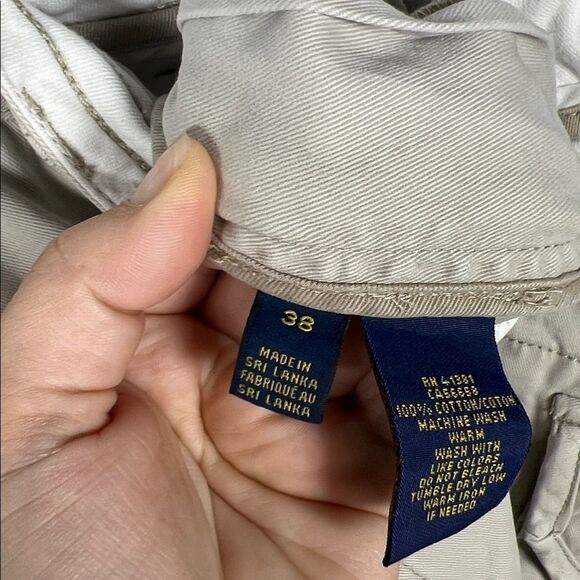 38
MADE IN
SRI LANKA
FABRIQUÉ AU
SRI LANKA
RN 41381
CA56858
100% COTTON/COTON
MACHINE WASH
WARM
WASH WITH
LIKE COLORS
DO NOT BLEACH
TUMBLE DRY LOW
WARM IRON
IF NEEDED